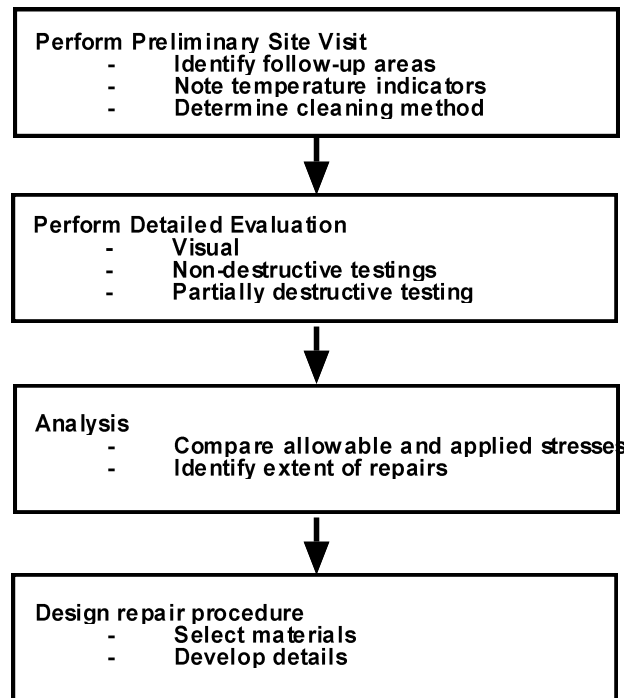 Perform Preliminary Site Visit
- Identify follow-up areas
- Note temperature indicators
- Determine cleaning method
Perform Detailed Evaluation
- Visual
- Non-destructive testings
- Partially destructive testing
Analysis
- Compare allowable and applied stresses
- Identify extent of repairs
Design repair procedure
- Select materials
- Develop details